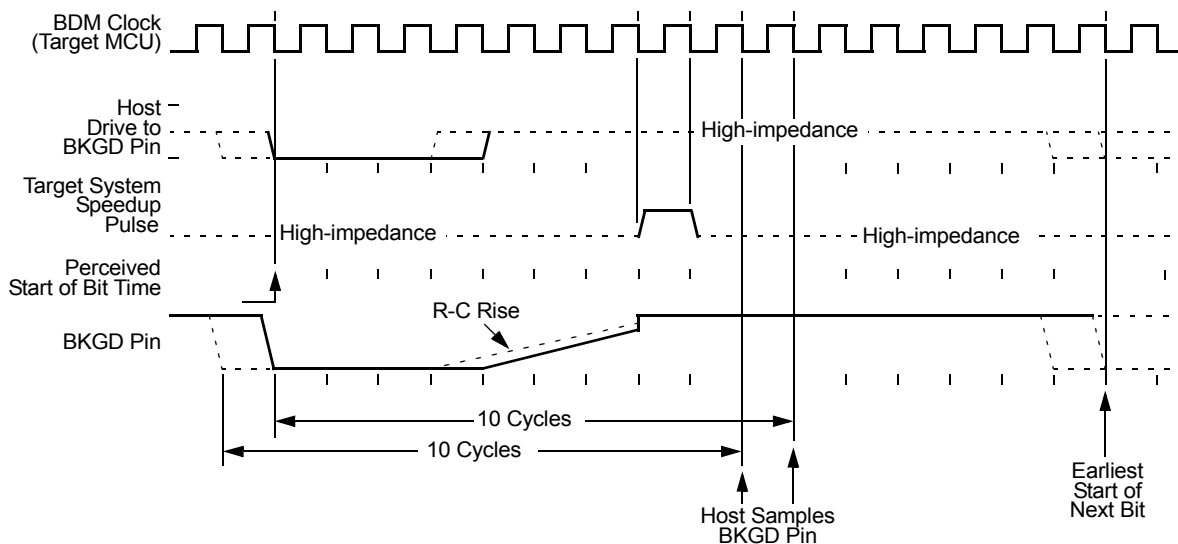 BDM Clock
(Target MCU)
Host
Drive to
BKGD Pin
High-impedance
Target System
Speedup
Pulse
High-impedance
High-impedance
Perceived
Start of Bit Time
R-C Rise
BKGD Pin
10 Cycles
10 Cycles
Host Samples
BKGD Pin
Earliest
Start of
Next Bit